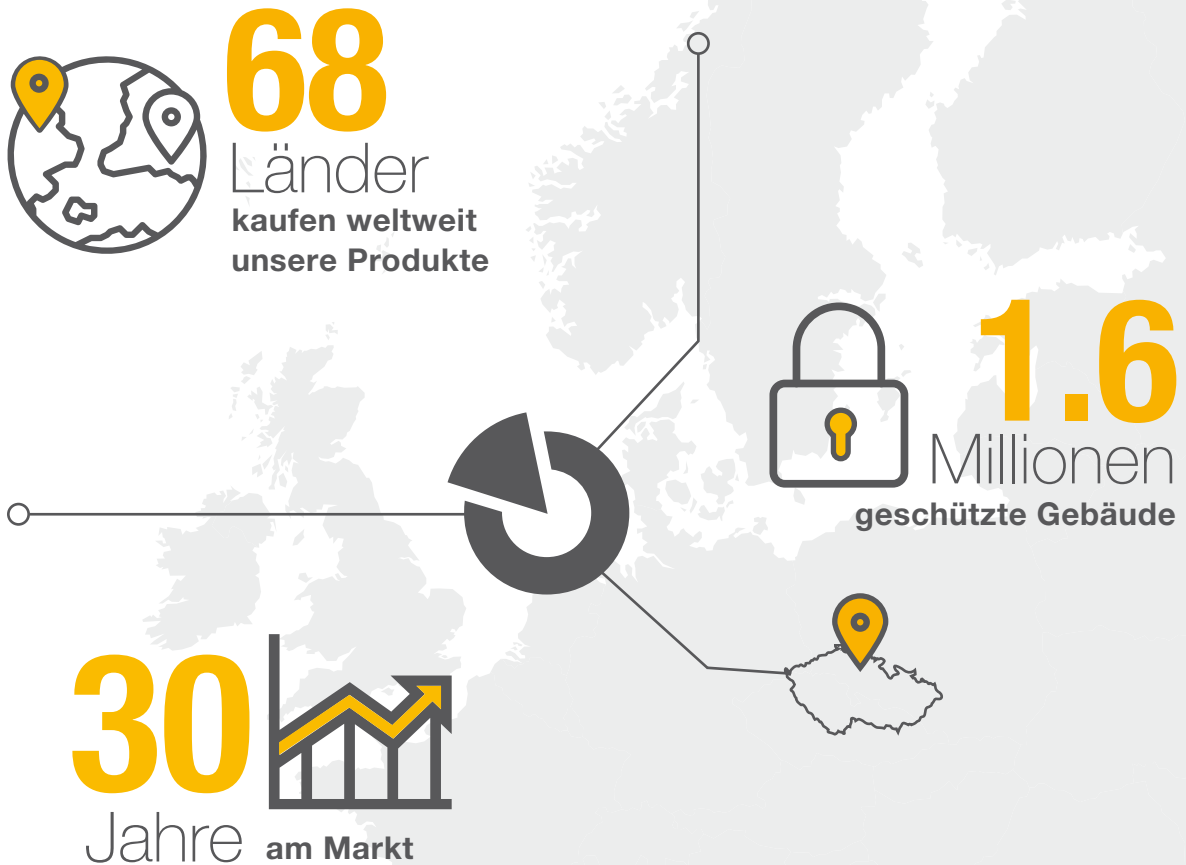 68
Länder
kaufen weltweit
unsere Produkte
1.6
Millionen
geschützte Gebäude
30
Jahre am Markt